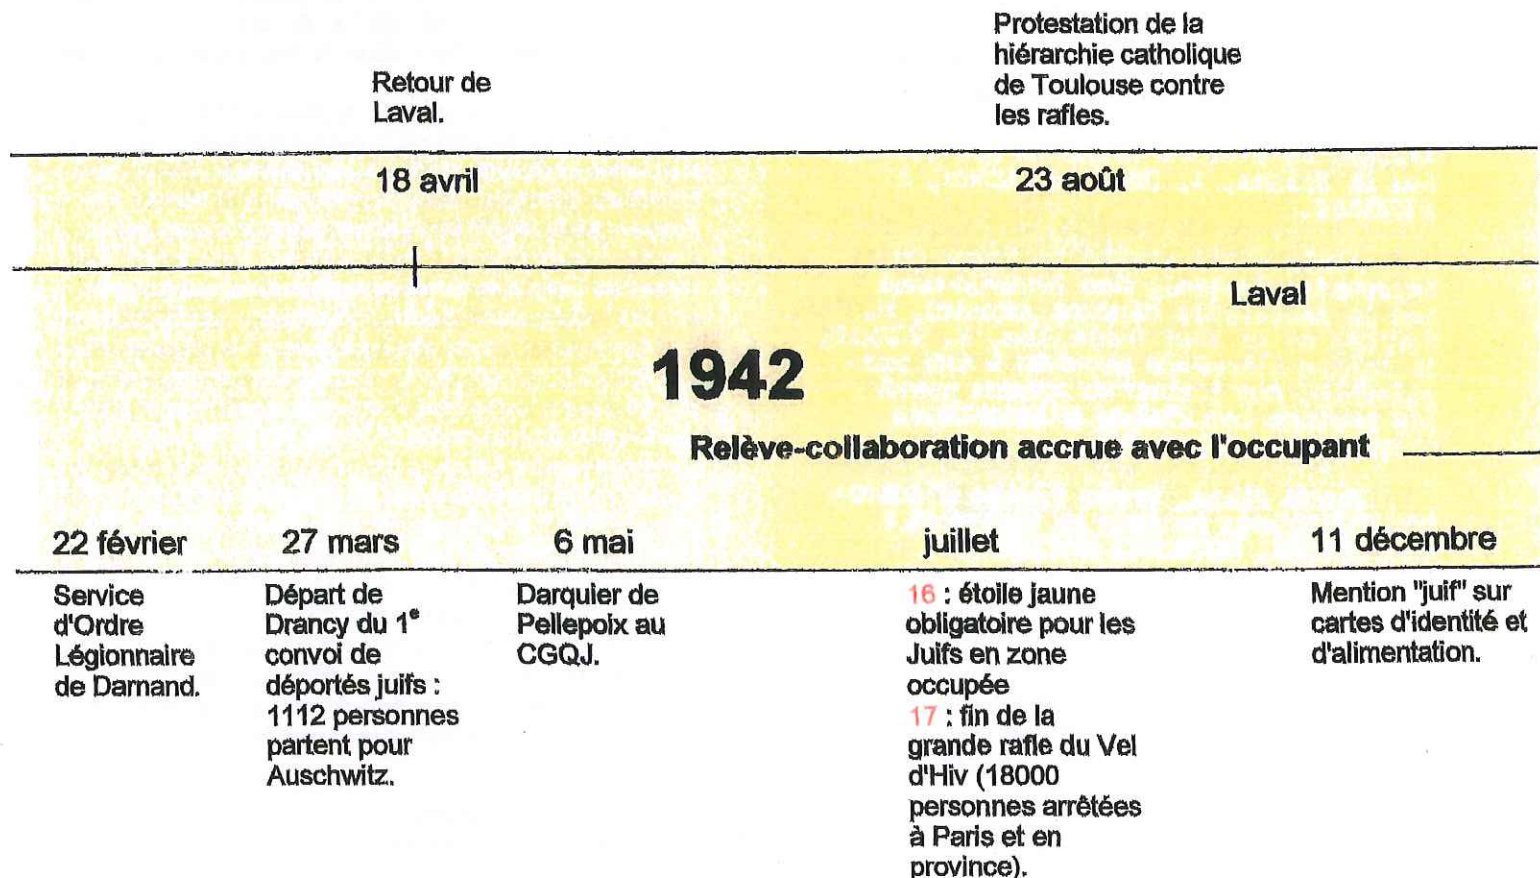 Protestation de la
hiérarchie catholique
de Toulouse contre
les rafles.
Retour de
Laval.
18 avril
23 août
Laval
1942
Relève-collaboration accrue avec l'occupant
22 février
27 mars
6 mai
juillet
11 décembre
Service
d'Ordre
Légionnaire
de Darnand.
Départ de
Drancy du 1e
convoi de
déportés juifs :
1112 personnes
partent pour
Auschwitz.
Darquier de
Pellepoix au
CGQJ.
16 : étoile jaune
obligatoire pour les
Juifs en zone
occupée
17 : fin de la
grande rafle du Vel
d'Hiv (18000
personnes arrêtées
à Paris et en
province).
Mention "juif" sur
cartes d'identité et
d'alimentation.